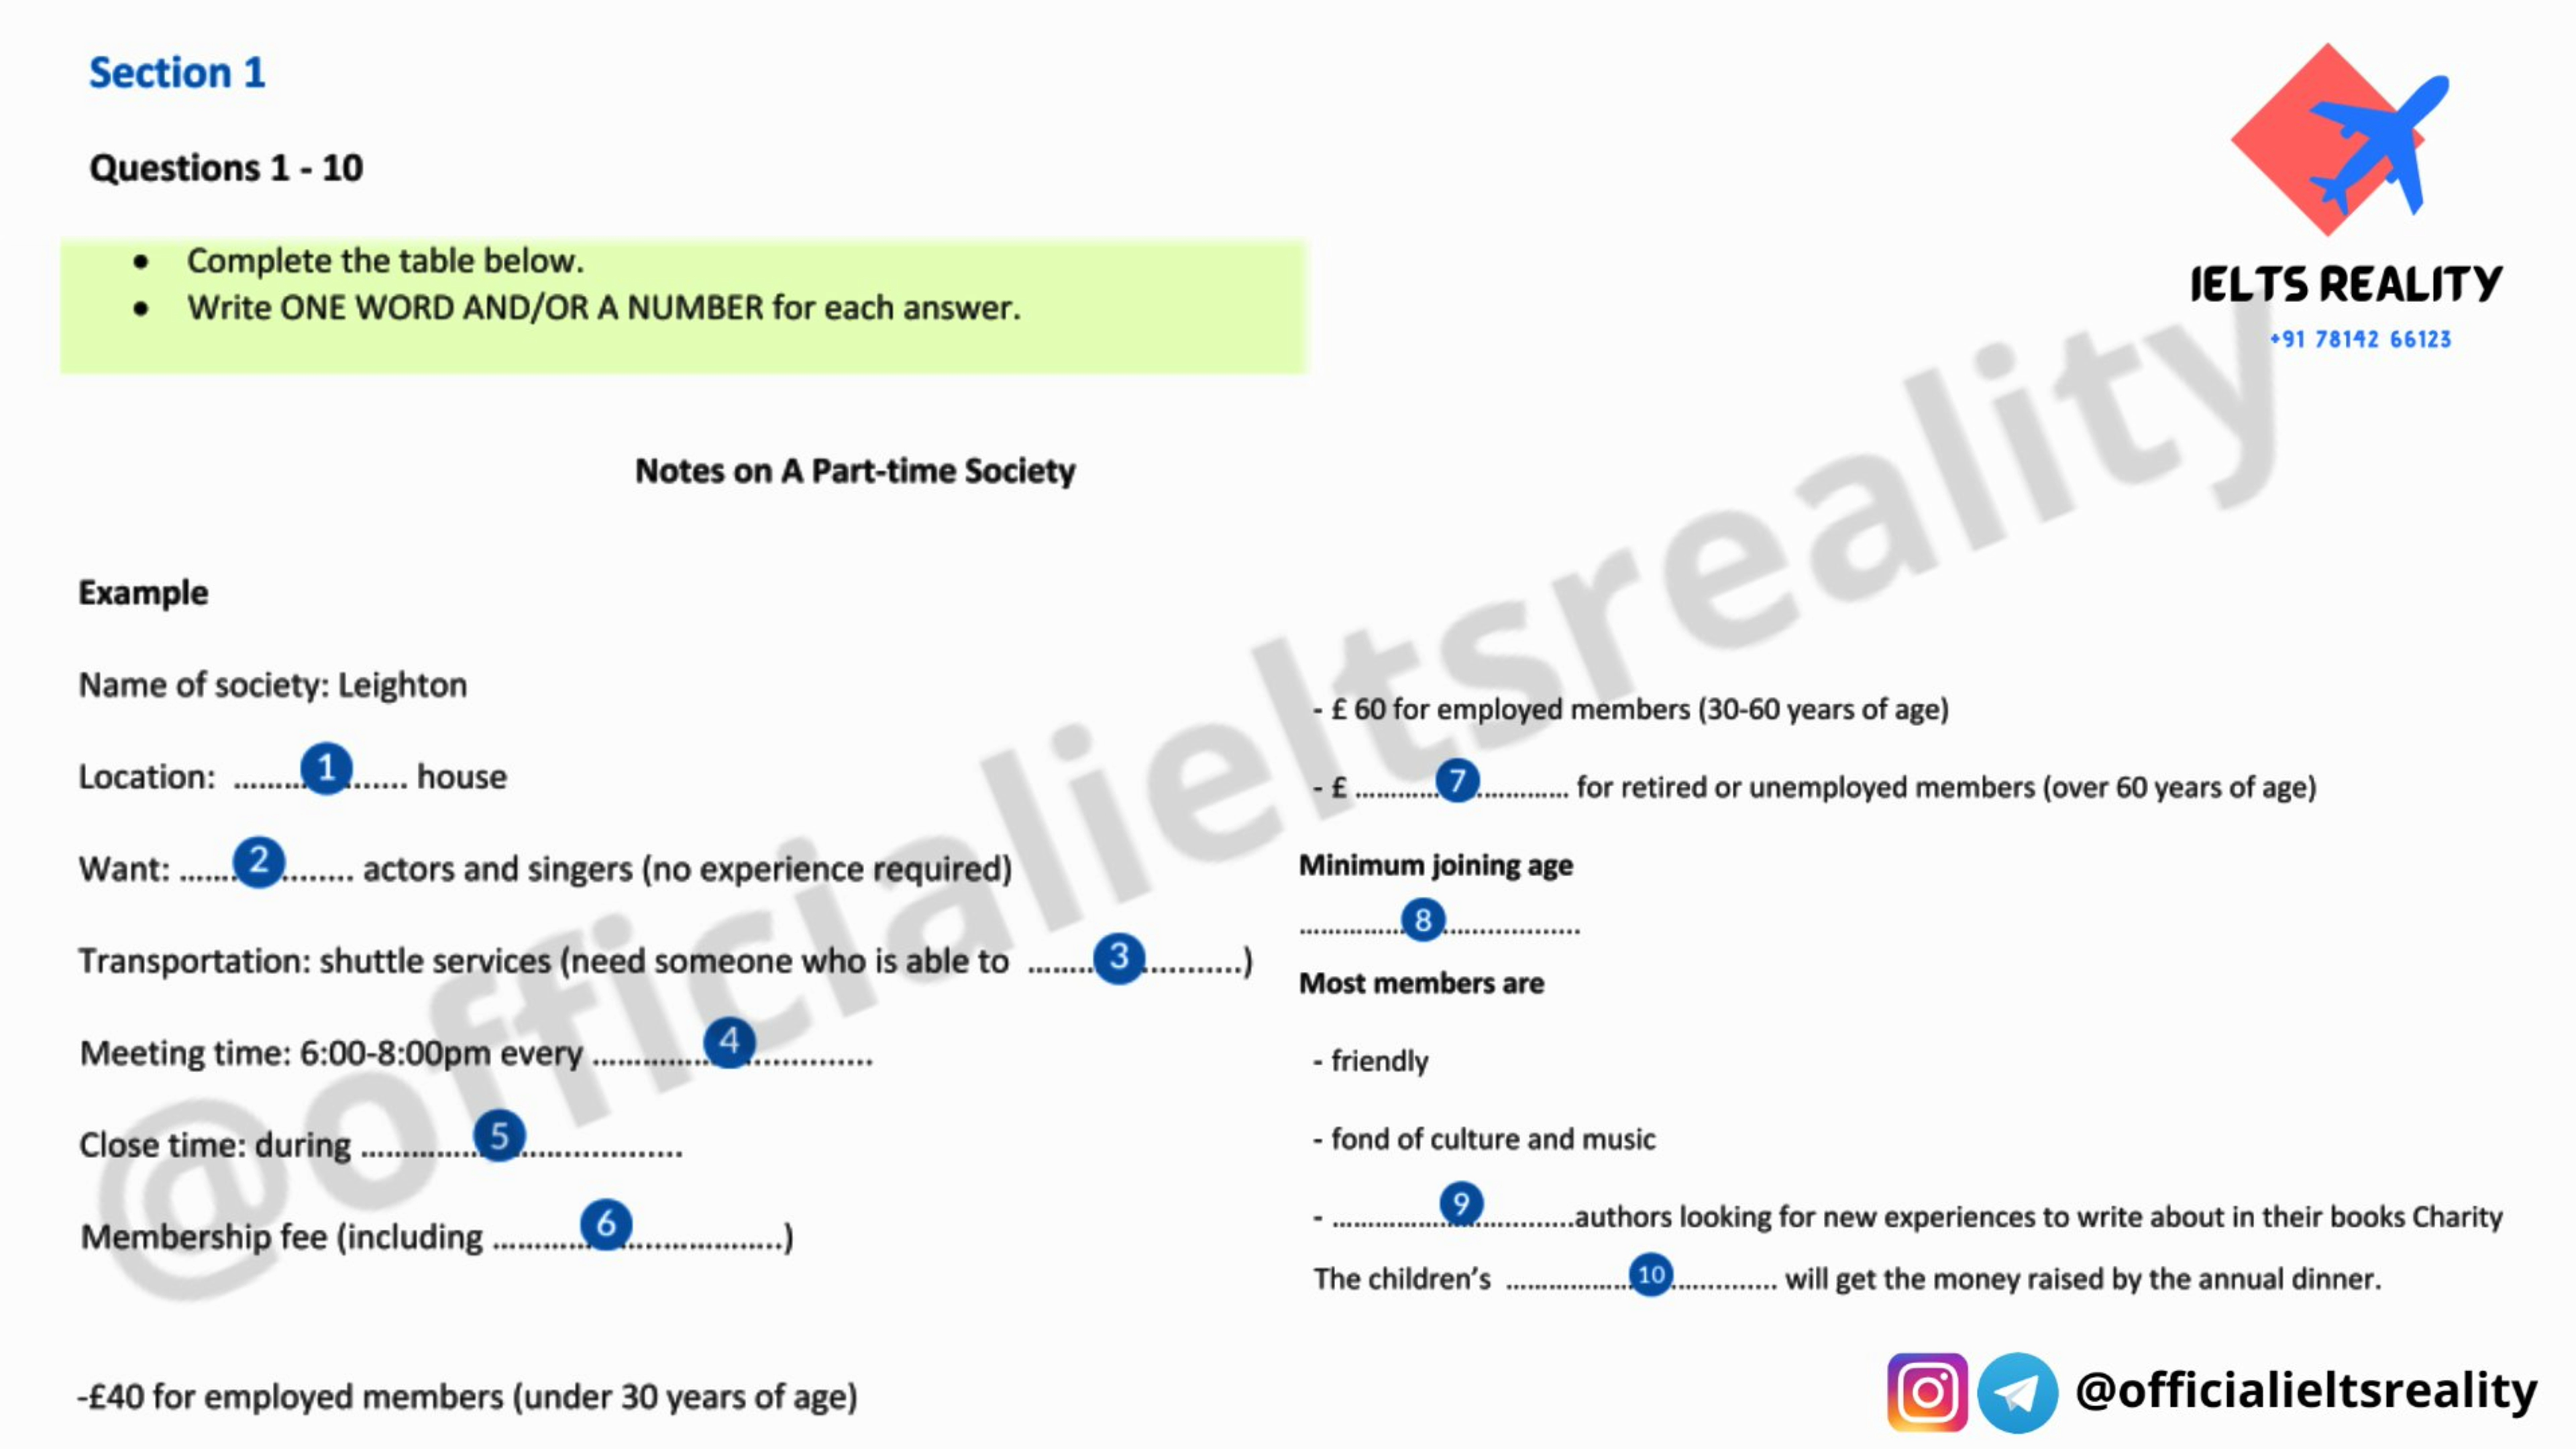 Section 1
Questions 1 - 10
• Complete the table below.
• Write ONE WORD AND/OR A NUMBER for each answer.
IELTS REALITY
+91 78142 66123
Notes on A Part-time Society
Example
Name of society: Leighton
Location: ........1....... house
Want: ......2........ actors and singers (no experience required)
Transportation: shuttle services (need someone who is able to ........3............)
Meeting time: 6:00-8:00pm every ..............4.............
Close time: during ..............5..................
Membership fee (including ............6................)
-£40 for employed members (under 30 years of age)
- £ 60 for employed members (30-60 years of age)
- £ ............7............. for retired or unemployed members (over 60 years of age)
Minimum joining age
...............8...................
Most members are
- friendly
- fond of culture and music
- ................9.............authors looking for new experiences to write about in their books Charity
The children's ..................10............... will get the money raised by the annual dinner.
@officialieltsreality
@officialieltsreality